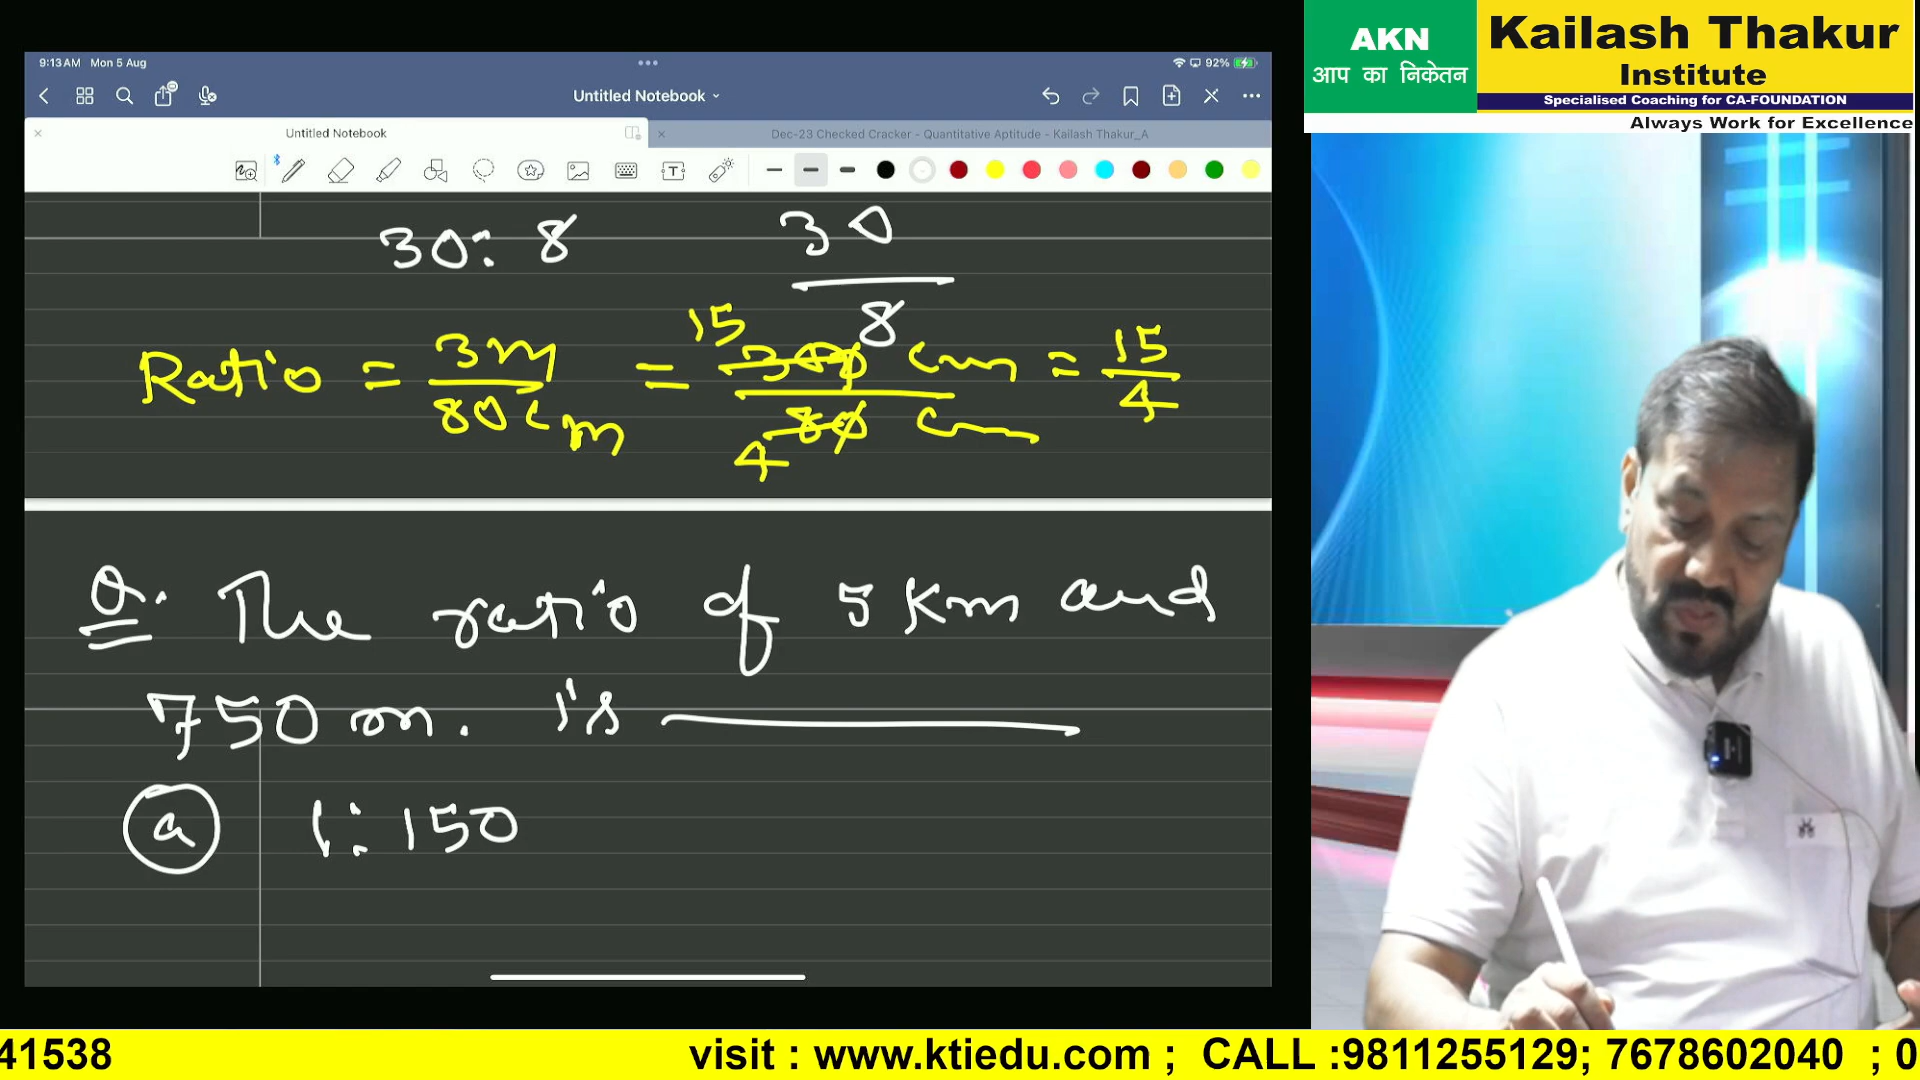 AKN
आप का निकेतन
Kailash Thakur
Institute
Specialised Coaching for CA-FOUNDATION
Always Work for Excellence
9:13 AM Mon 5 Aug
92%
Untitled Notebook
Untitled Notebook
Dec-23 Checked Cracker - Quantitative Aptitude - Kailash Thakur_A
30 : 8 30/8
Ratio = 3m/80cm = 15 300 cm / 4 80 cm = 15/4
Q. The ratio of 5 Km and
750 m. is ______
(a) 1 : 150
41538 visit : www.ktiedu.com ; CALL :9811255129; 7678602040 ; 0